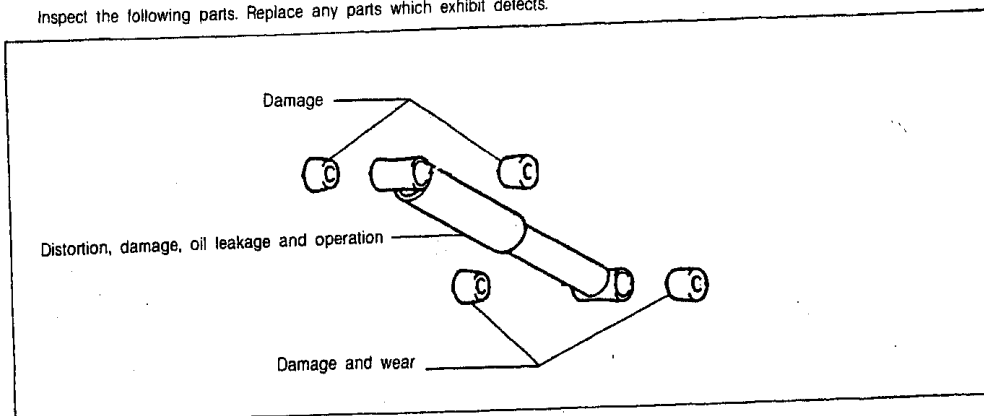 Inspect the following parts. Replace any parts which exhibit defects.
Damage
Distortion, damage, oil leakage and operation
Damage and wear